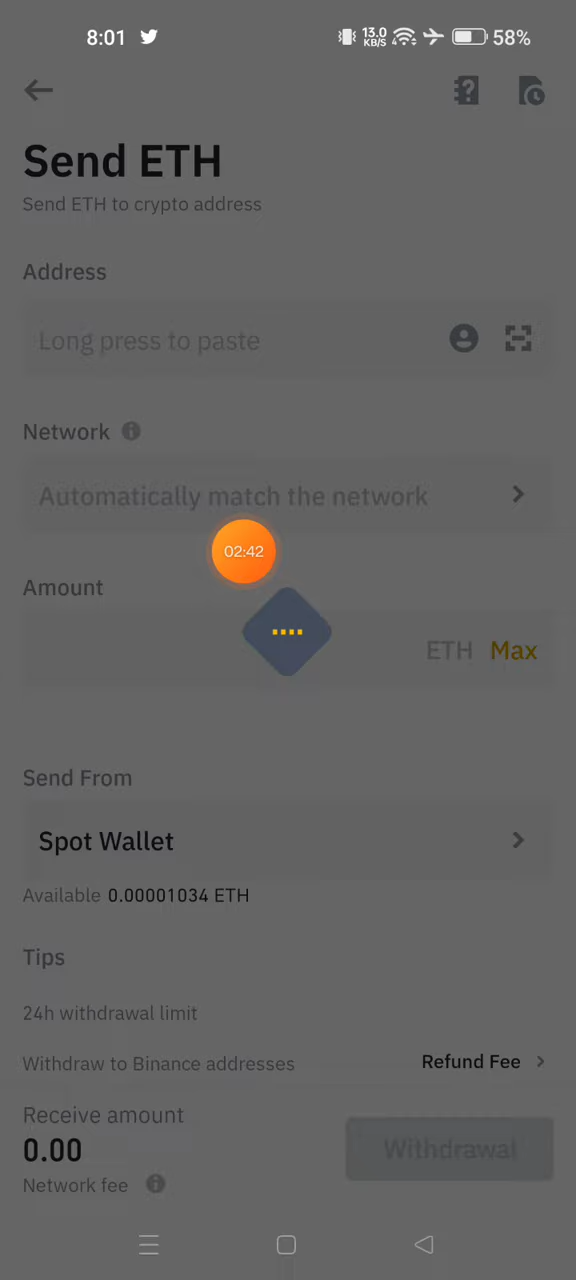 8:01
13.0
KB/S
58%
Send ETH
Send ETH to crypto address
Address
Long press to paste
Network
Automatically match the network
02:42
Amount
ETH Max
Send From
Spot Wallet
Available 0.00001034 ETH
Tips
24h withdrawal limit
Withdraw to Binance addresses
Refund Fee
Receive amount
0.00
Withdrawal
Network fee